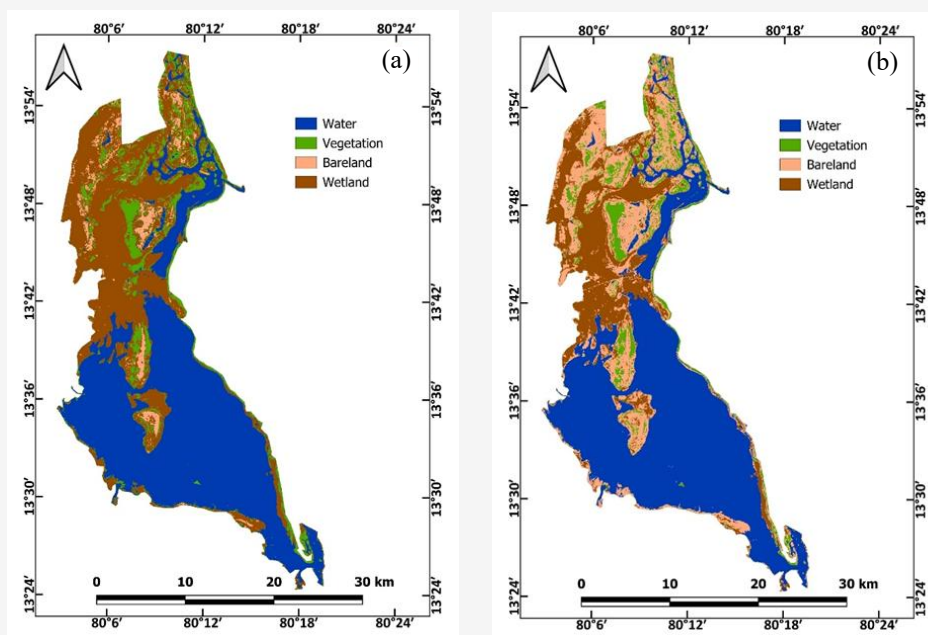 80°6′ 80°12′ 80°18′ 80°24′
(a)
13°54′ 13°54′
Water
Vegetation
Bareland
Wetland
13°48′ 13°48′
13°42′ 13°42′
13°36′ 13°36′
13°30′ 13°30′
0 10 20 30 km
13°24′ 13°24′
80°6′ 80°12′ 80°18′ 80°24′
80°6′ 80°12′ 80°18′ 80°24′
(b)
13°54′ 13°54′
Water
Vegetation
Bareland
Wetland
13°48′ 13°48′
13°42′ 13°42′
13°36′ 13°36′
13°30′ 13°30′
0 10 20 30 km
13°24′ 13°24′
80°6′ 80°12′ 80°18′ 80°24′